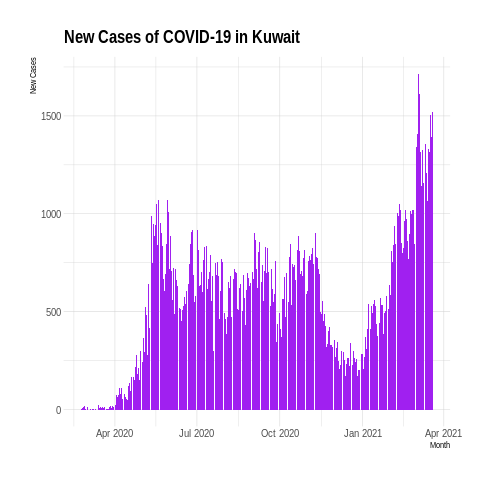 New Cases of COVID-19 in Kuwait
New Cases
1500
1000
500
0
Apr 2020 Jul 2020 Oct 2020 Jan 2021 Apr 2021
Month